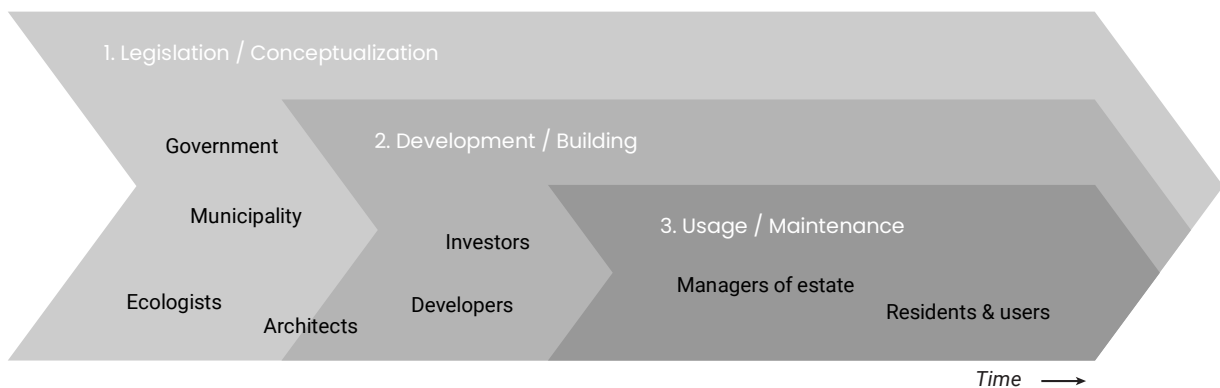 1. Legislation / Conceptualization
Government
2. Development / Building
Municipality
Investors
3. Usage / Maintenance
Managers of estate
Ecologists
Developers
Residents & users
Architects
Time